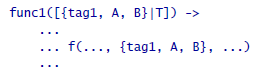 func1([{tag1, A, B}|T]) ->
    ...
    ... f(..., {tag1, A, B}, ...)
    ...